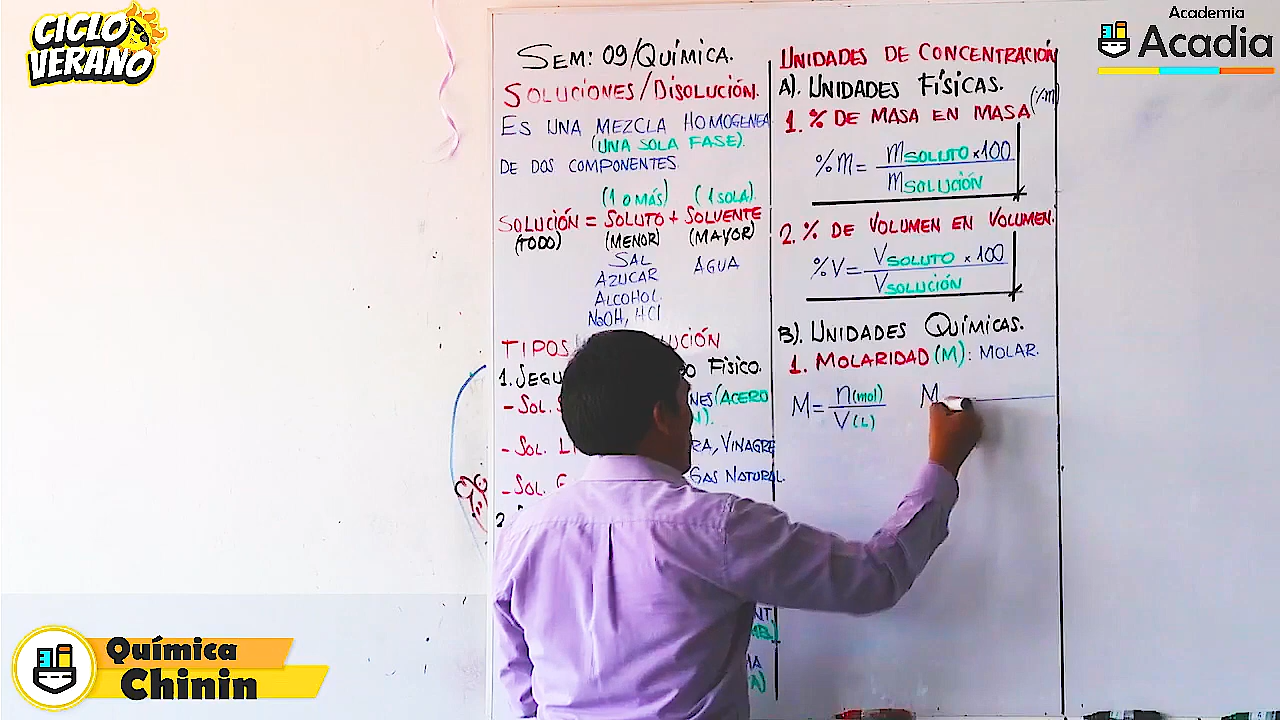 CICLO
VERANO
Academia
Acadia
SEM: 09/QUÍMICA.
SOLUCIONES/DISOLUCIÓN.
ES UNA MEZCLA HOMOGENEA
(UNA SOLA FASE).
DE DOS COMPONENTES.
(1 O MÁS) (1 SOLA).
SOLUCIÓN = SOLUTO + SOLVENTE
(TODO) (MENOR) (MAYOR)
SAL
AZUCAR AGUA
ALCOHOL
NaOH, HCl
TIPOS
1. SEGU FÍSICO.
- SOL. NES (ACERO
- SOL. L RA, VINAGRE
- SOL. GAS NATURAL.
UNIDADES DE CONCENTRACIÓN
A). UNIDADES FÍSICAS.
1. % DE MASA EN MASA (%m)
%m = mSOLUTO x 100
mSOLUCIÓN
2. % DE VOLUMEN EN VOLUMEN.
%V = VSOLUTO x 100
VSOLUCIÓN
B). UNIDADES QUÍMICAS.
1. MOLARIDAD (M): MOLAR.
M = n(mol) M
V(L)
Química
Chinin